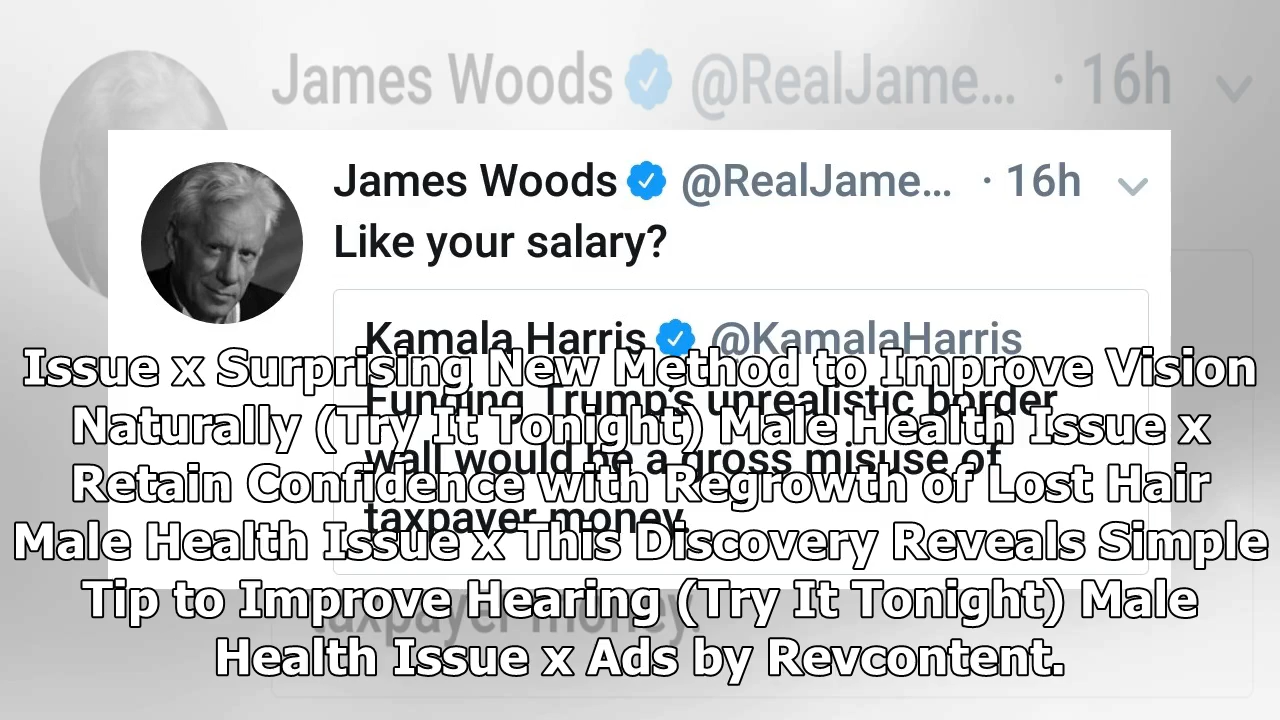 James Woods @RealJame... · 16h
James Woods @RealJame... · 16h
Like your salary?
Kamala Harris @KamalaHarris
Funding Trump's unrealistic border
wall would be a gross misuse of
taxpayer money.
Issue x Surprising New Method to Improve Vision
Naturally (Try It Tonight) Male Health Issue x
Retain Confidence with Regrowth of Lost Hair
Male Health Issue x This Discovery Reveals Simple
Tip to Improve Hearing (Try It Tonight) Male
Health Issue x Ads by Revcontent.
taxpayer money.